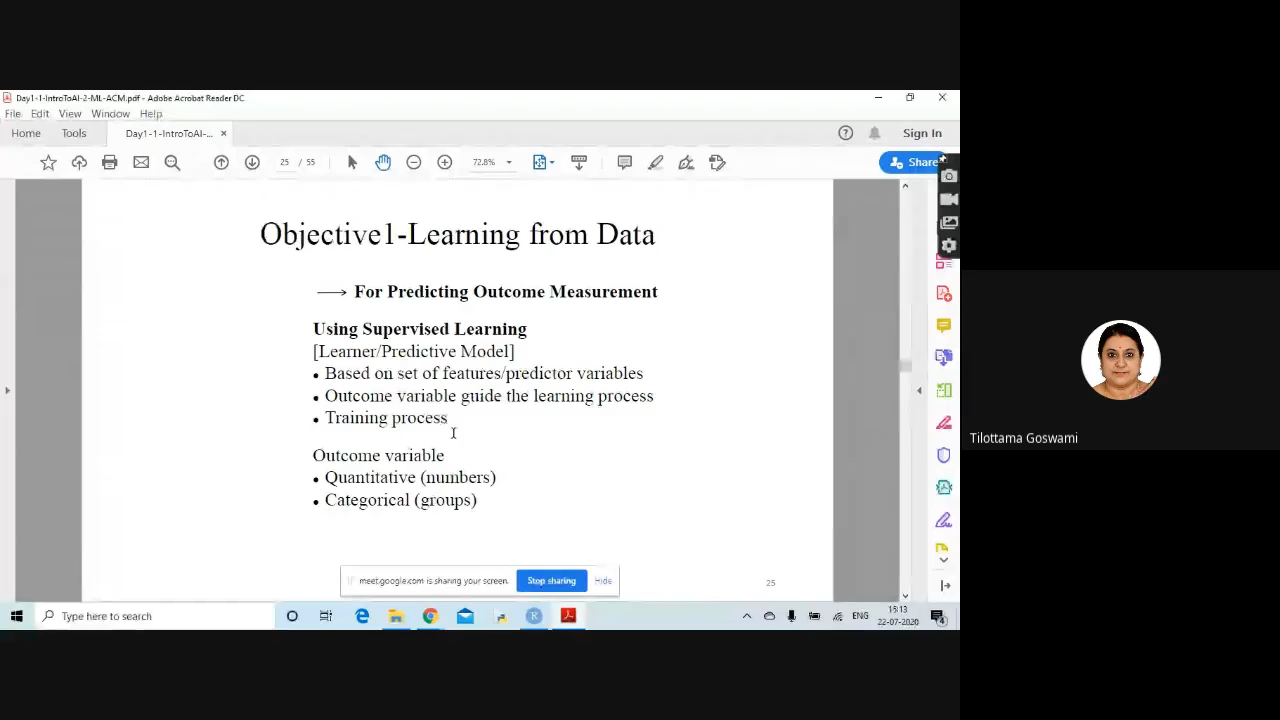 Day1-1-IntroToAI-2-ML-ACM.pdf - Adobe Acrobat Reader DC
File Edit View Window Help
Home Tools Day1-1-IntroToAI-... × Sign In
25 / 55 72.8% Share
Objective1-Learning from Data
→ For Predicting Outcome Measurement
Using Supervised Learning
[Learner/Predictive Model]
• Based on set of features/predictor variables
• Outcome variable guide the learning process
• Training process
Outcome variable
• Quantitative (numbers)
• Categorical (groups)
meet.google.com is sharing your screen. Stop sharing Hide
25
Tilottama Goswami
Type here to search
ENG
22-07-2020
4